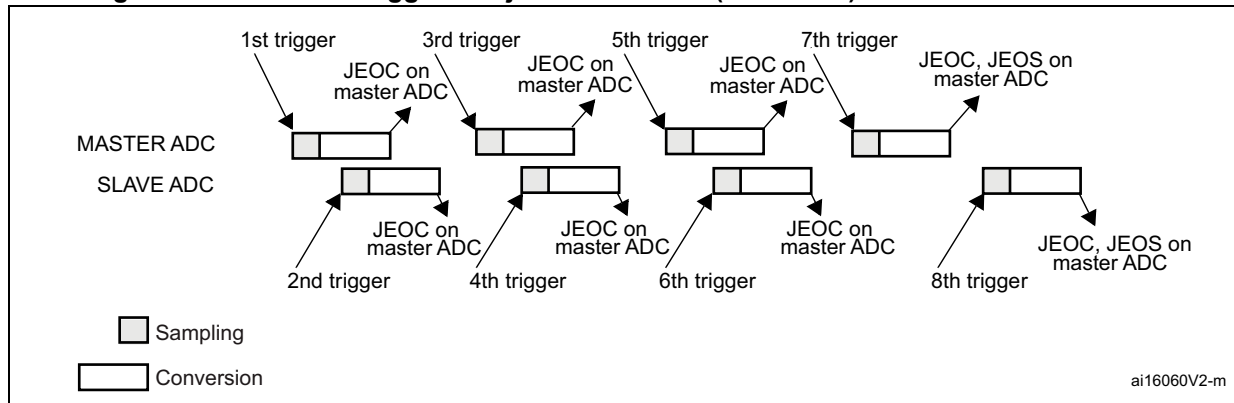 1st trigger
3rd trigger
5th trigger
7th trigger
JEOC on
master ADC
JEOC on
master ADC
JEOC on
master ADC
JEOC, JEOS on
master ADC
MASTER ADC
SLAVE ADC
JEOC on
master ADC
JEOC on
master ADC
JEOC on
master ADC
JEOC, JEOS on
master ADC
2nd trigger
4th trigger
6th trigger
8th trigger
Sampling
Conversion
ai16060V2-m